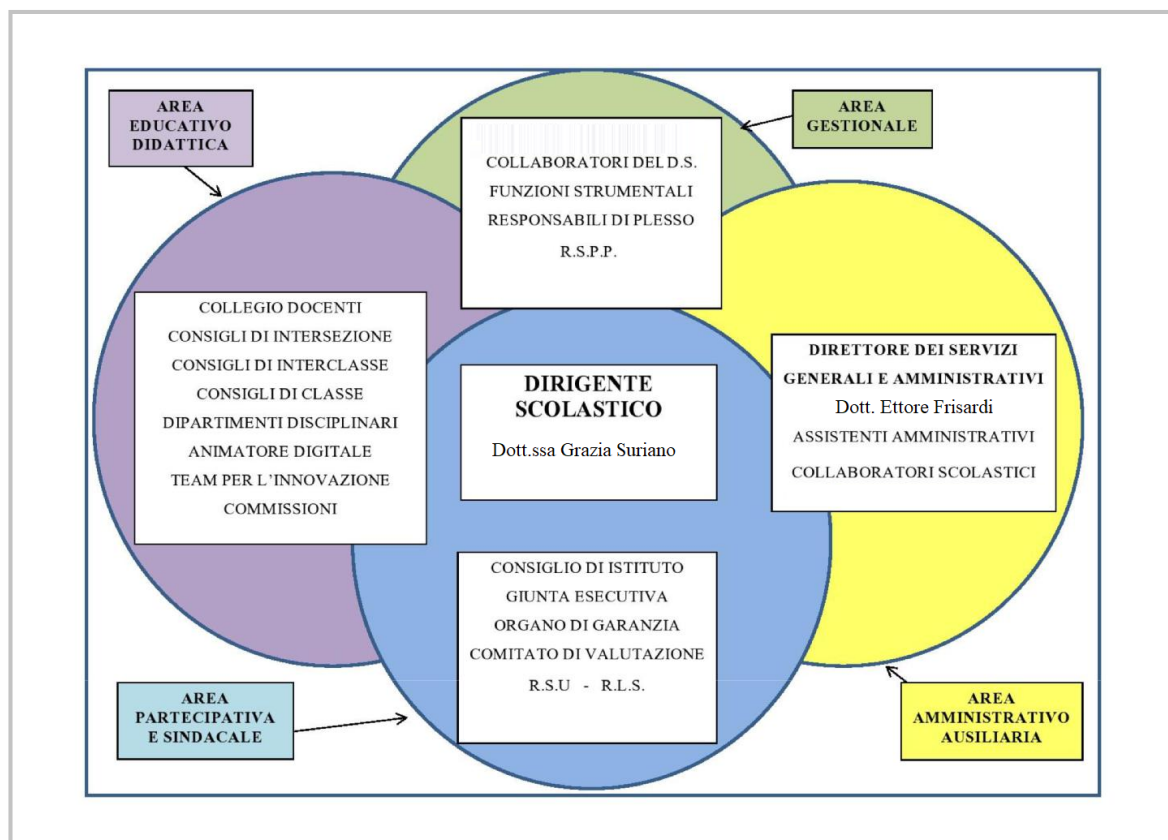 AREA
EDUCATIVO
DIDATTICA
AREA
GESTIONALE
COLLABORATORI DEL D.S.
FUNZIONI STRUMENTALI
RESPONSABILI DI PLESSO
R.S.P.P.
COLLEGIO DOCENTI
CONSIGLI DI INTERSEZIONE
CONSIGLI DI INTERCLASSE
CONSIGLI DI CLASSE
DIPARTIMENTI DISCIPLINARI
ANIMATORE DIGITALE
TEAM PER L’INNOVAZIONE
COMMISSIONI
DIRIGENTE
SCOLASTICO
Dott.ssa Grazia Suriano
DIRETTORE DEI SERVIZI
GENERALI E AMMINISTRATIVI
Dott. Ettore Frisardi
ASSISTENTI AMMINISTRATIVI
COLLABORATORI SCOLASTICI
CONSIGLIO DI ISTITUTO
GIUNTA ESECUTIVA
ORGANO DI GARANZIA
COMITATO DI VALUTAZIONE
R.S.U - R.L.S.
AREA
PARTECIPATIVA
E SINDACALE
AREA
AMMINISTRATIVO
AUSILIARIA